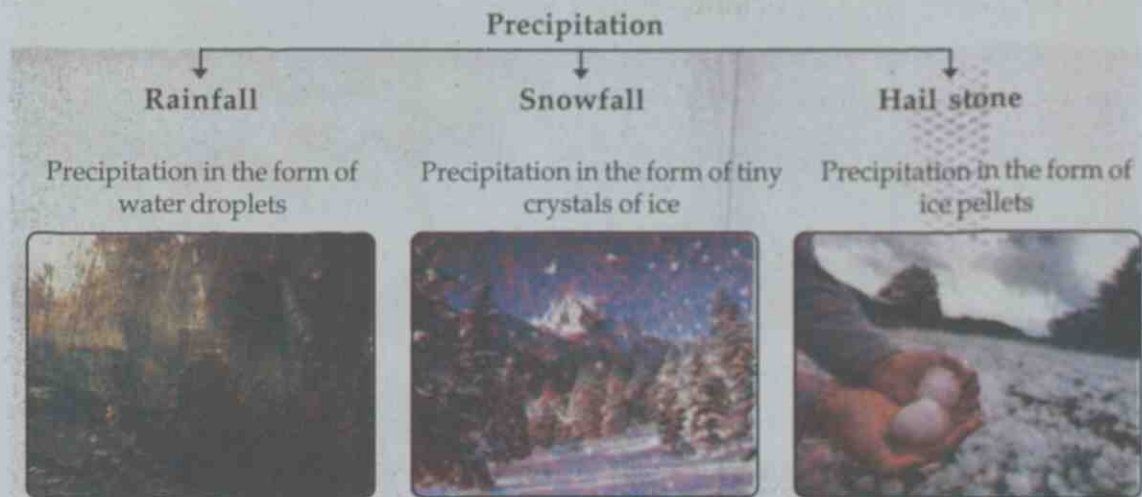 Precipitation
Rainfall
Snowfall
Hail stone
Precipitation in the form of
water droplets
Precipitation in the form of tiny
crystals of ice
Precipitation in the form of
ice pellets